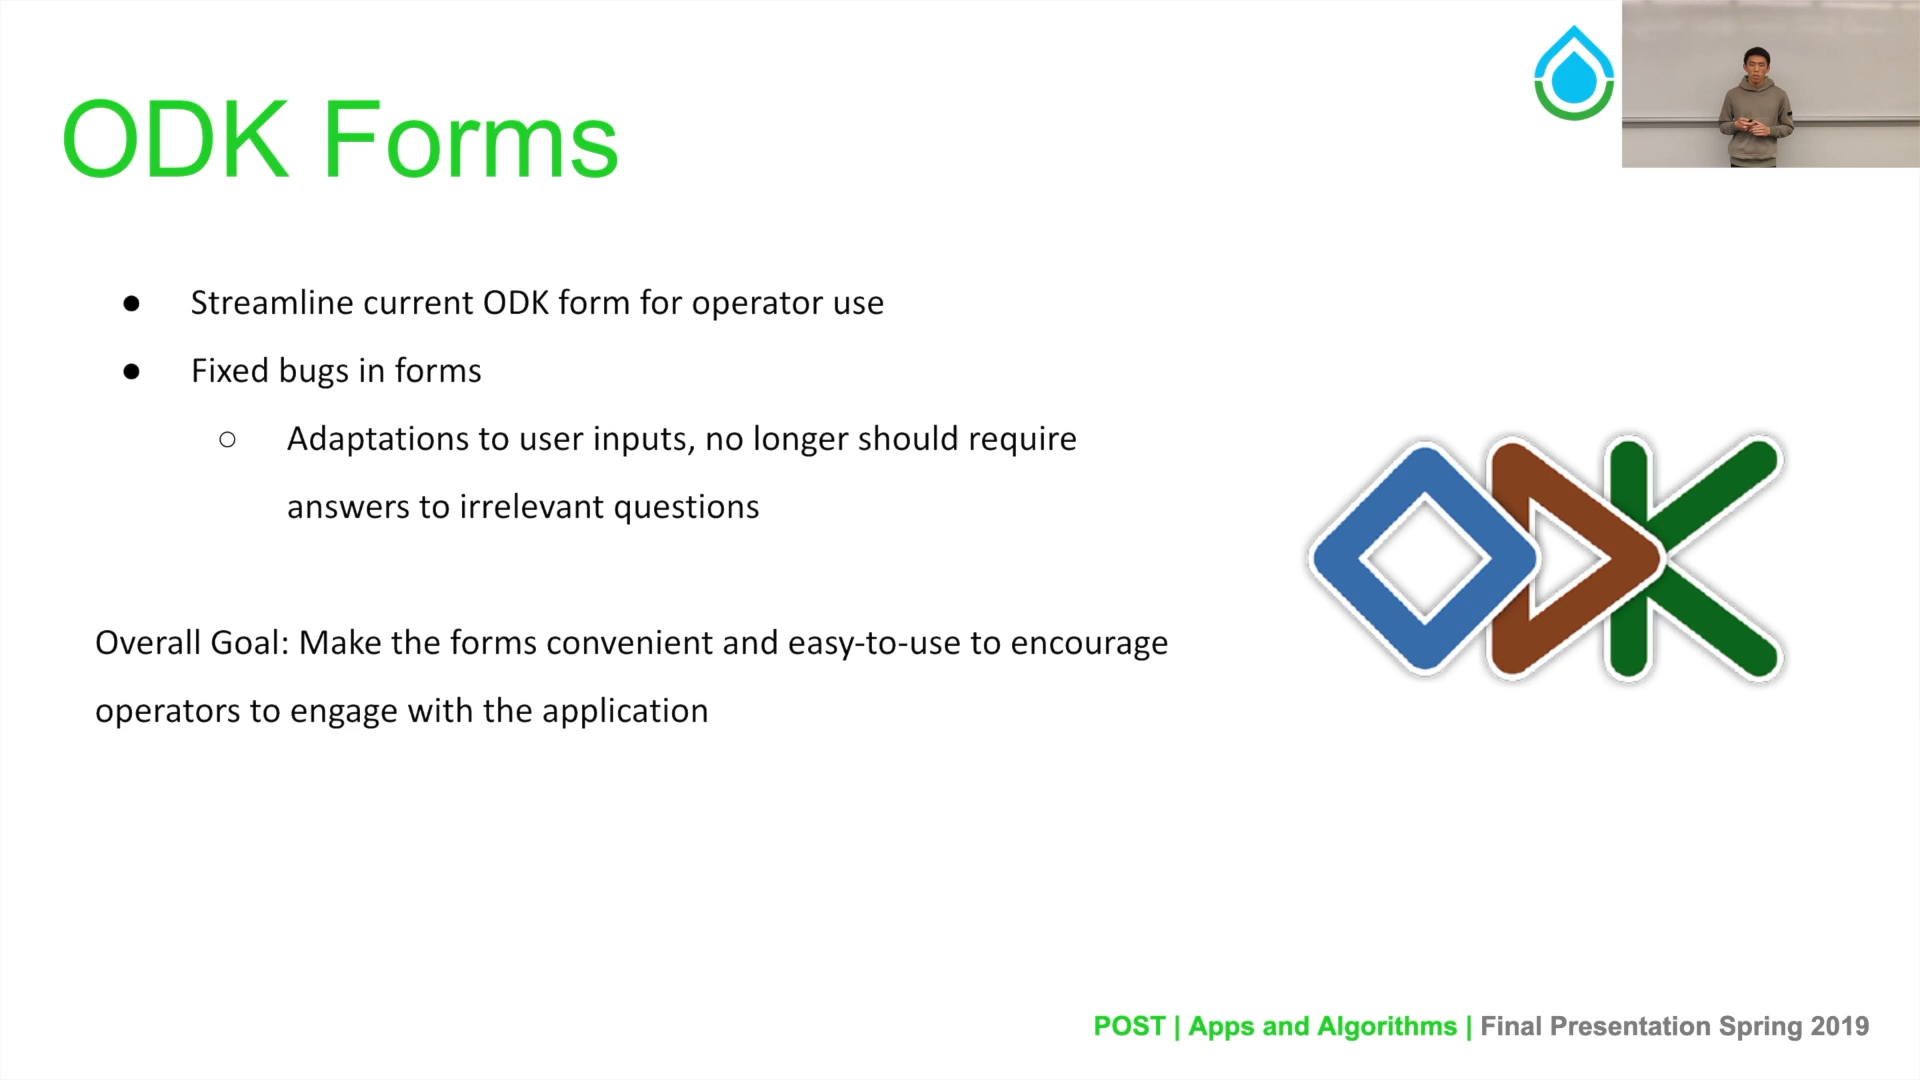 ODK Forms
● Streamline current ODK form for operator use
● Fixed bugs in forms
○ Adaptations to user inputs, no longer should require
answers to irrelevant questions
Overall Goal: Make the forms convenient and easy-to-use to encourage
operators to engage with the application
ODK
POST | Apps and Algorithms | Final Presentation Spring 2019